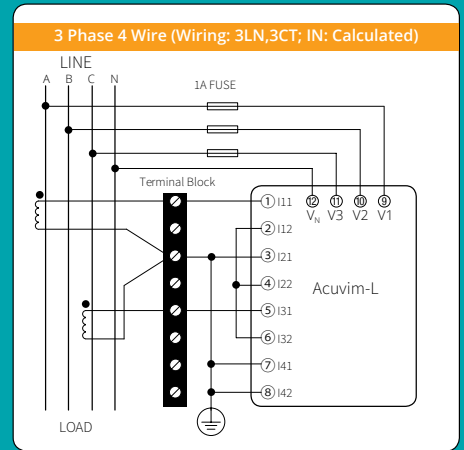 3 Phase 4 Wire (Wiring: 3LN,3CT; IN: Calculated)
LINE
A B C N
1A FUSE
Terminal Block
① I11
② I12
③ I21
④ I22
⑤ I31
⑥ I32
⑦ I41
⑧ I42
⑫ ⑪ ⑩ ⑨
VN V3 V2 V1
Acuvim-L
LOAD